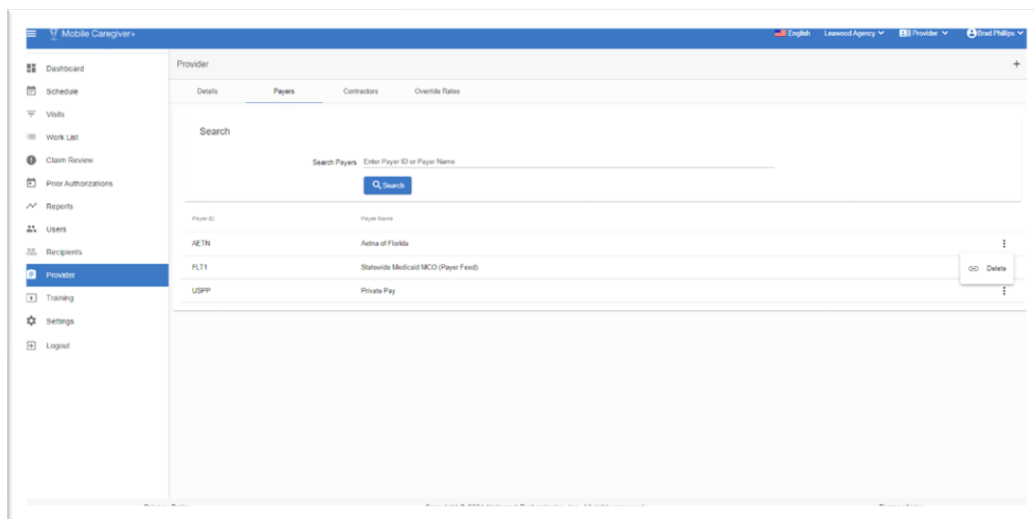 Mobile Caregiver+ English Leawood Agency Provider Brad Phillips
Dashboard
Schedule
Visits
Work List
Claim Review
Prior Authorizations
Reports
Users
Recipients
Provider
Training
Settings
Logout
Provider +
Details Payers Contractors Override Rates
Search
Search Payers Enter Payer ID or Payer Name
Search
Payer ID Payer Name
AETN Aetna of Florida
FLT1 Statewide Medicaid MCO (Payer Feed)
Delete
USPP Private Pay